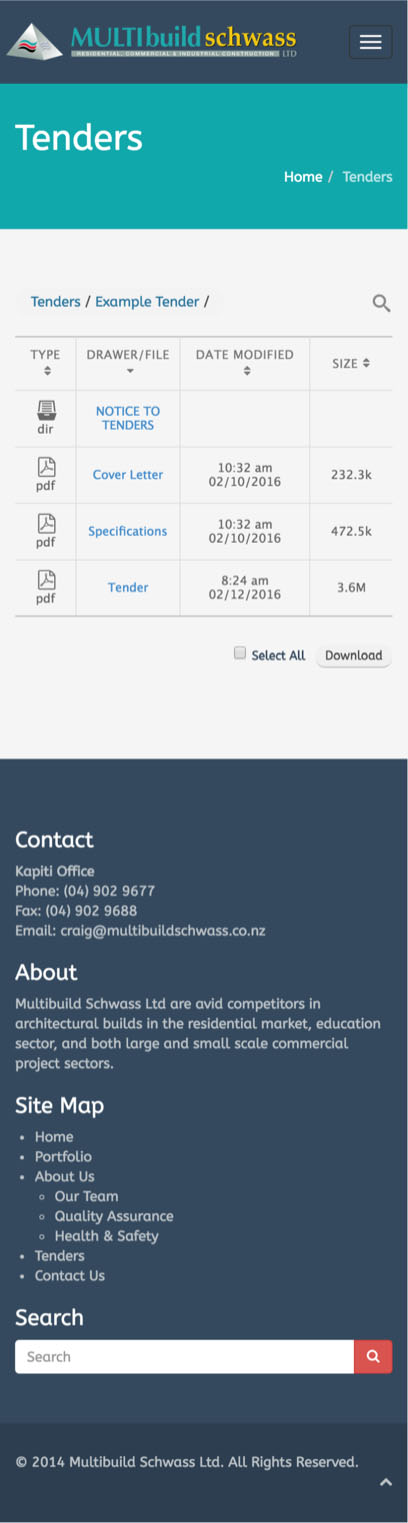 MULTIbuild schwass
RESIDENTIAL, COMMERCIAL & INDUSTRIAL CONSTRUCTION LTD
Tenders
Home / Tenders
Tenders / Example Tender /
TYPE DRAWER/FILE DATE MODIFIED SIZE
dir NOTICE TO
TENDERS
pdf Cover Letter 10:32 am
02/10/2016 232.3k
pdf Specifications 10:32 am
02/10/2016 472.5k
pdf Tender 8:24 am
02/12/2016 3.6M
Select All Download
Contact
Kapiti Office
Phone: (04) 902 9677
Fax: (04) 902 9688
Email: craig@multibuildschwass.co.nz
About
Multibuild Schwass Ltd are avid competitors in
architectural builds in the residential market, education
sector, and both large and small scale commercial
project sectors.
Site Map
• Home
• Portfolio
• About Us
◦ Our Team
◦ Quality Assurance
◦ Health & Safety
• Tenders
• Contact Us
Search
Search
© 2014 Multibuild Schwass Ltd. All Rights Reserved.